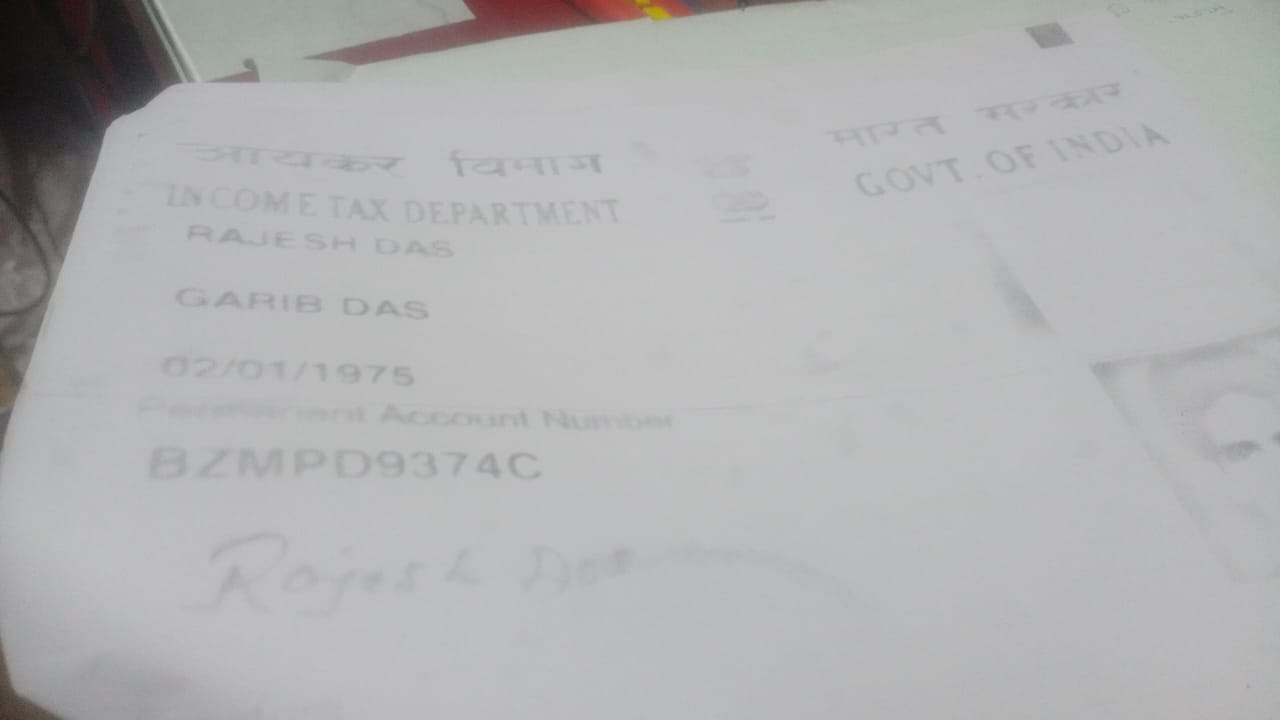 आयकर विभाग
भारत सरकार
INCOME TAX DEPARTMENT
GOVT. OF INDIA
RAJESH DAS
GARIB DAS
02/01/1975
Permanent Account Number
BZMPD9374C
Rajesh Das